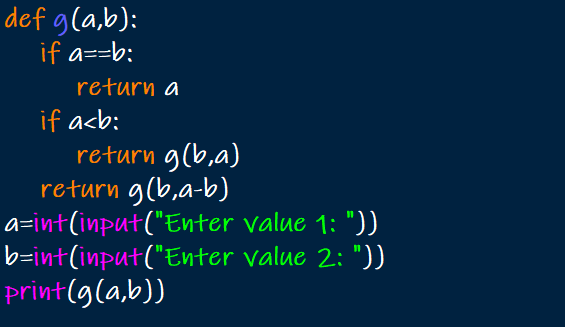 def g(a,b):
    if a==b:
        return a
    if a<b:
        return g(b,a)
    return g(b,a-b)
a=int(input("Enter value 1: "))
b=int(input("Enter value 2: "))
print(g(a,b))